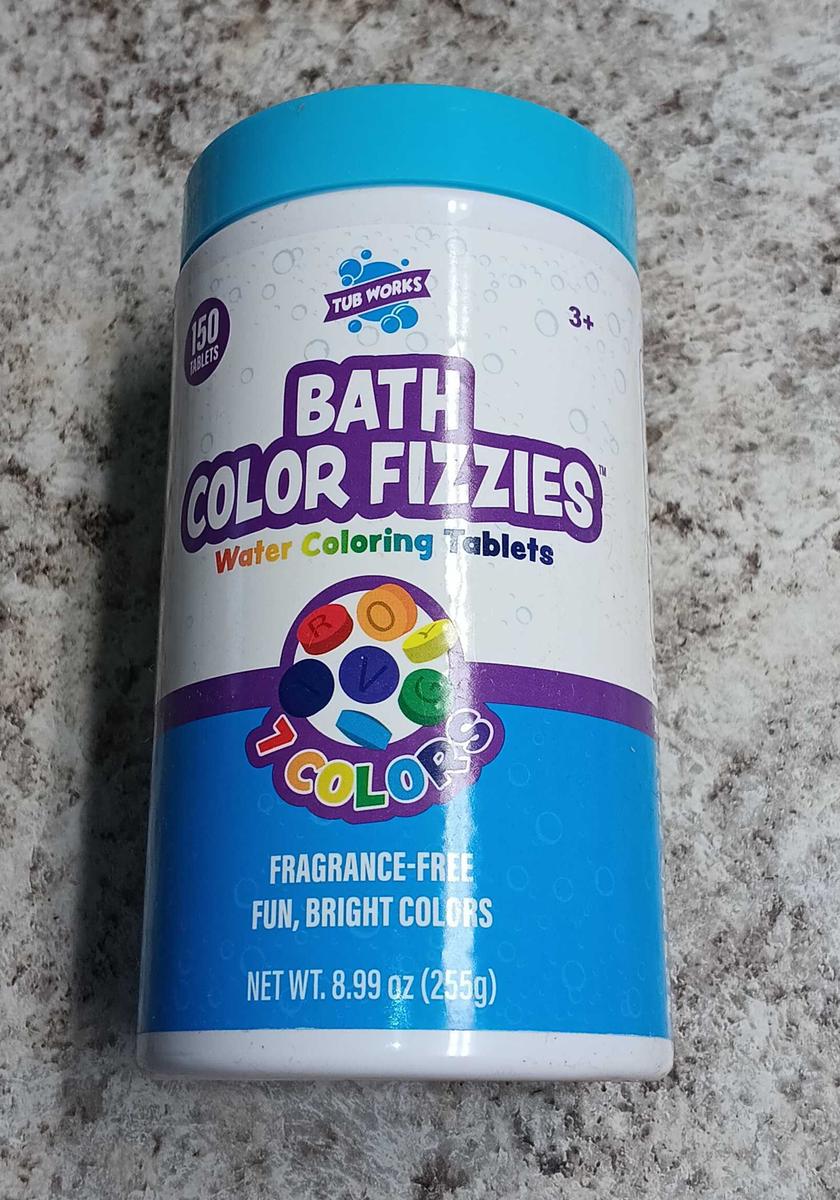 TUB WORKS
150
TABLETS
3+
BATH
COLOR FIZZIES™
Water Coloring Tablets
R O Y
I V G
7 COLORS
FRAGRANCE-FREE
FUN, BRIGHT COLORS
NET WT. 8.99 oz (255g)